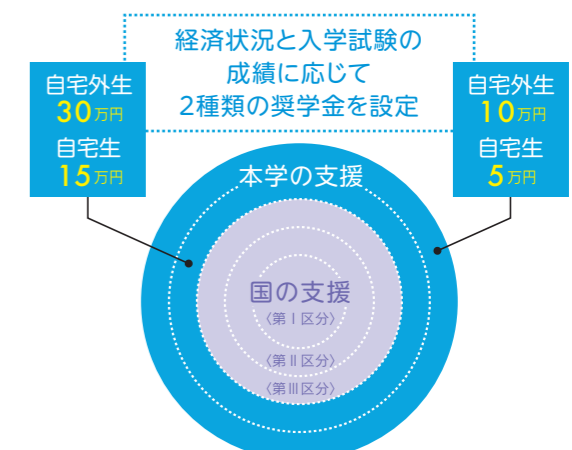 経済状況と入学試験の
成績に応じて
2種類の奨学金を設定
自宅外生
30万円
自宅生
15万円
自宅外生
10万円
自宅生
5万円
本学の支援
国の支援
〈第Ⅰ区分〉
〈第Ⅱ区分〉
〈第Ⅲ区分〉